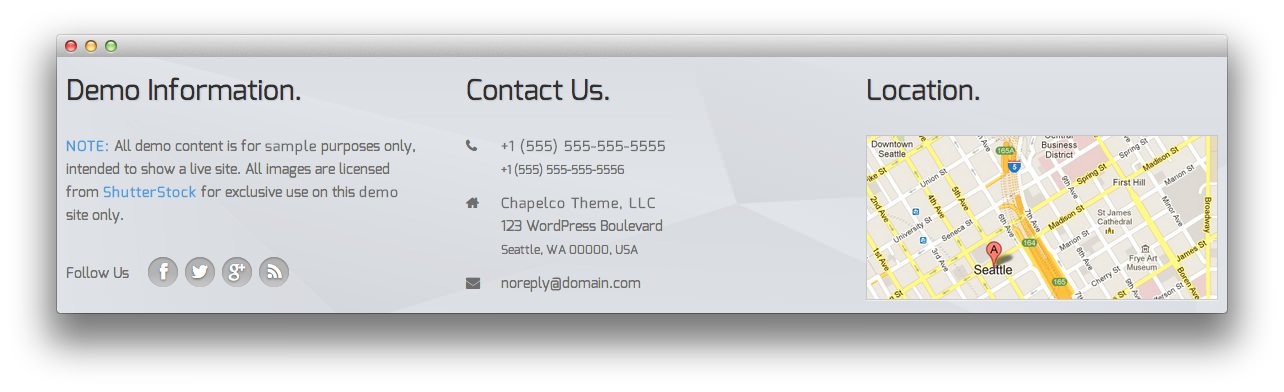 Demo Information.
NOTE: All demo content is for sample purposes only,
intended to show a live site. All images are licensed
from ShutterStock for exclusive use on this demo
site only.
Follow Us
Contact Us.
+1 (555) 555-555-5555
+1 (555) 555-555-5556
Chapelco Theme, LLC
123 WordPress Boulevard
Seattle, WA 00000, USA
noreply@domain.com
Location.
Downtown
Seattle
165A
Central
Business
District
5
Madison St
Spring St
Pike St
Union St
5th Ave
9th Ave
First Hill
2nd Ave
4th Ave
6th Ave
7th Ave
Madison St
Minor Ave
Broadway
St James
Cathedral
University St
Seneca St
3rd Ave
164
Marion St
James St
A
Seattle
Frye Art
Museum
Cherry St
165
9th Ave
Boren Ave